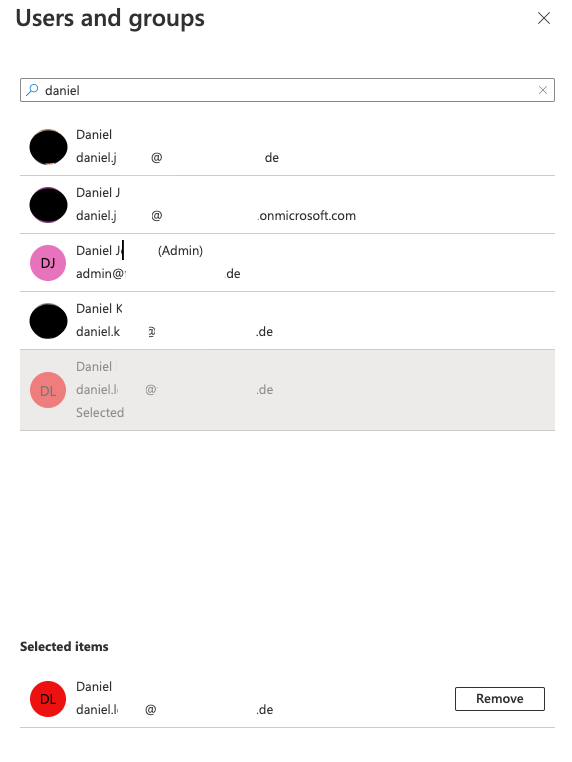 Users and groups
daniel
Daniel
daniel.j @ de
Daniel J
daniel.j @ .onmicrosoft.com
DJ
Daniel J (Admin)
admin@ de
Daniel K
daniel.k @ .de
DL
Daniel
daniel.l @ .de
Selected
Selected items
DL
Daniel
daniel.l @ .de
Remove